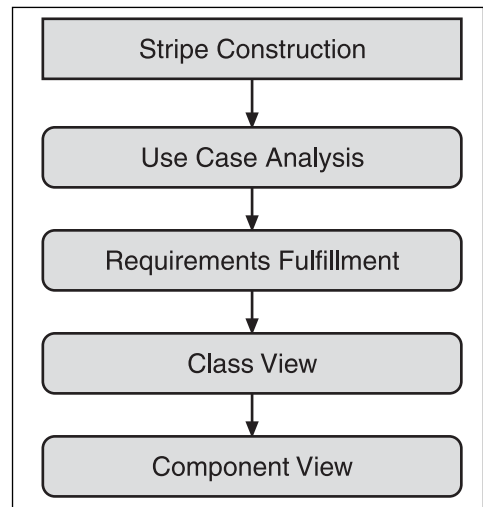 Stripe Construction
Use Case Analysis
Requirements Fulfillment
Class View
Component View